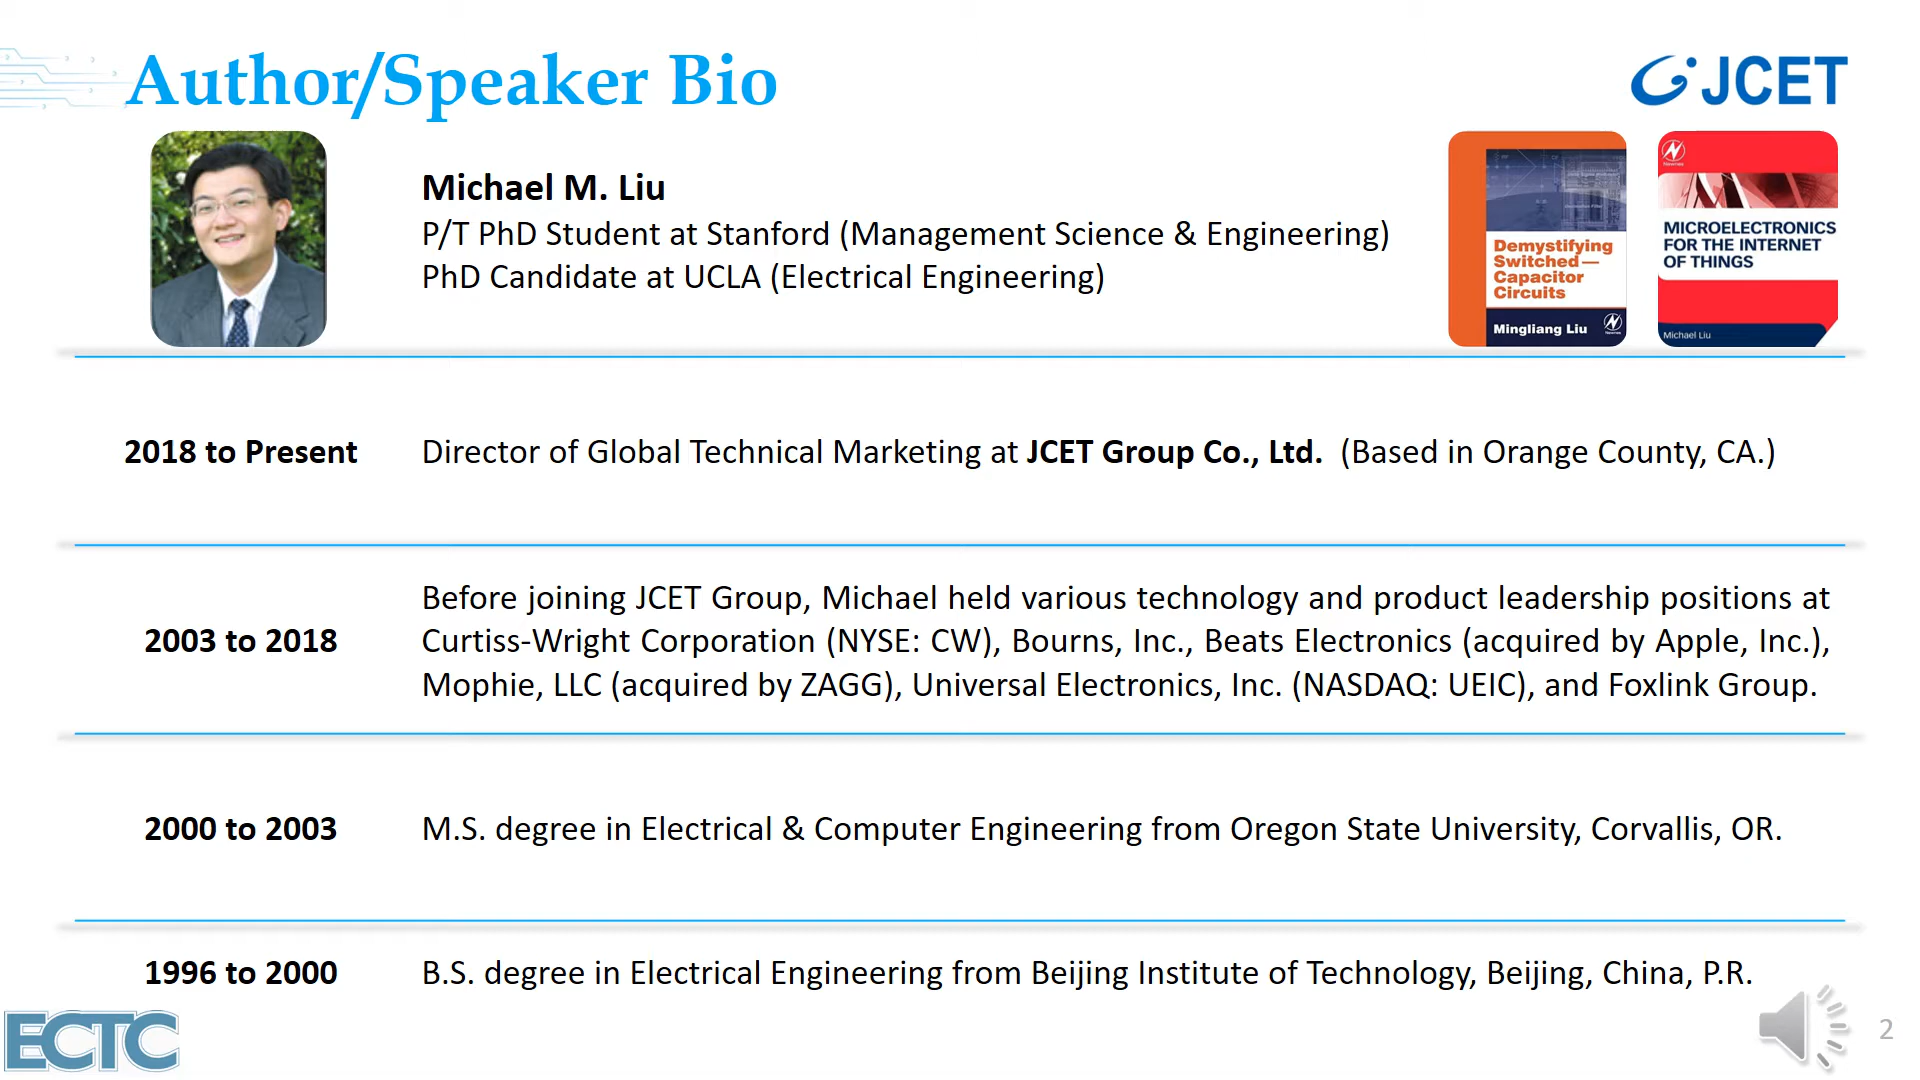 Author/Speaker Bio
JCET
Michael M. Liu
P/T PhD Student at Stanford (Management Science & Engineering)
PhD Candidate at UCLA (Electrical Engineering)
Demystifying
Switched—
Capacitor
Circuits
Mingliang Liu
Newnes
MICROELECTRONICS
FOR THE INTERNET
OF THINGS
Michael Liu
2018 to Present
Director of Global Technical Marketing at JCET Group Co., Ltd. (Based in Orange County, CA.)
2003 to 2018
Before joining JCET Group, Michael held various technology and product leadership positions at
Curtiss-Wright Corporation (NYSE: CW), Bourns, Inc., Beats Electronics (acquired by Apple, Inc.),
Mophie, LLC (acquired by ZAGG), Universal Electronics, Inc. (NASDAQ: UEIC), and Foxlink Group.
2000 to 2003
M.S. degree in Electrical & Computer Engineering from Oregon State University, Corvallis, OR.
1996 to 2000
B.S. degree in Electrical Engineering from Beijing Institute of Technology, Beijing, China, P.R.
ECTC
2